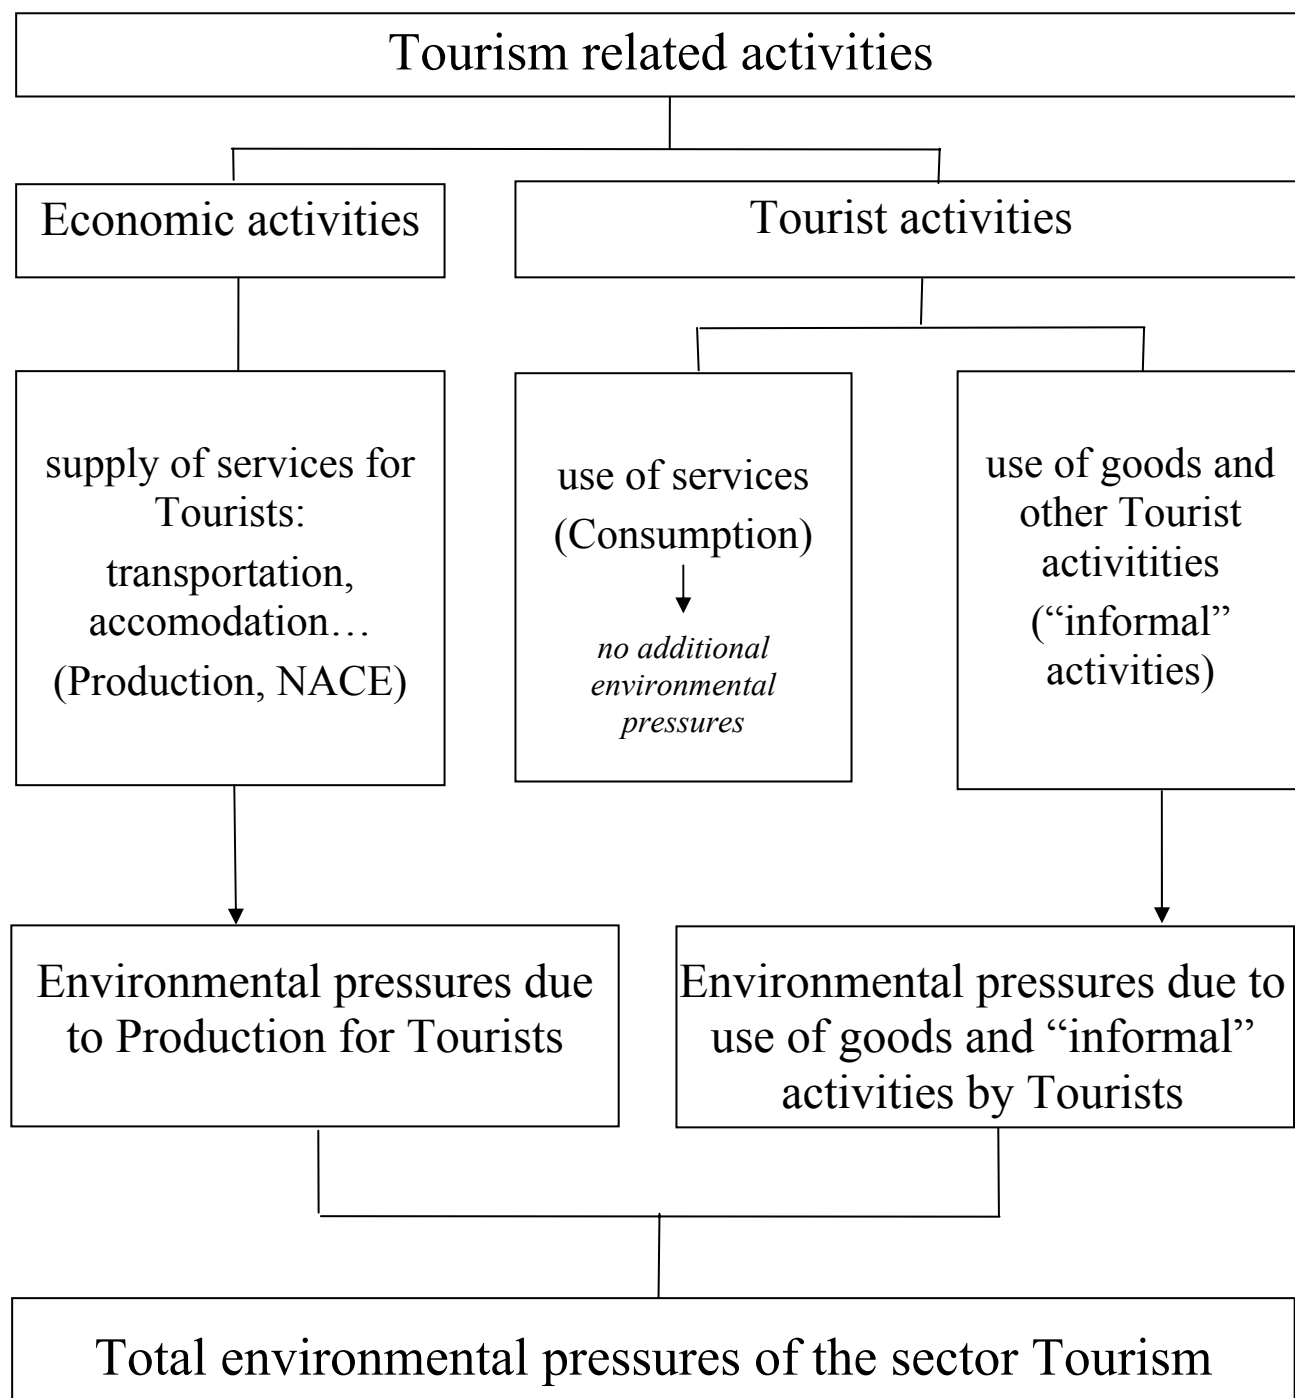 Tourism related activities
Economic activities
Tourist activities
supply of services for
Tourists:
transportation,
accomodation…
(Production, NACE)
use of services
(Consumption)
no additional
environmental
pressures
use of goods and
other Tourist
activitities
(“informal”
activities)
Environmental pressures due
to Production for Tourists
Environmental pressures due to
use of goods and “informal”
activities by Tourists
Total environmental pressures of the sector Tourism